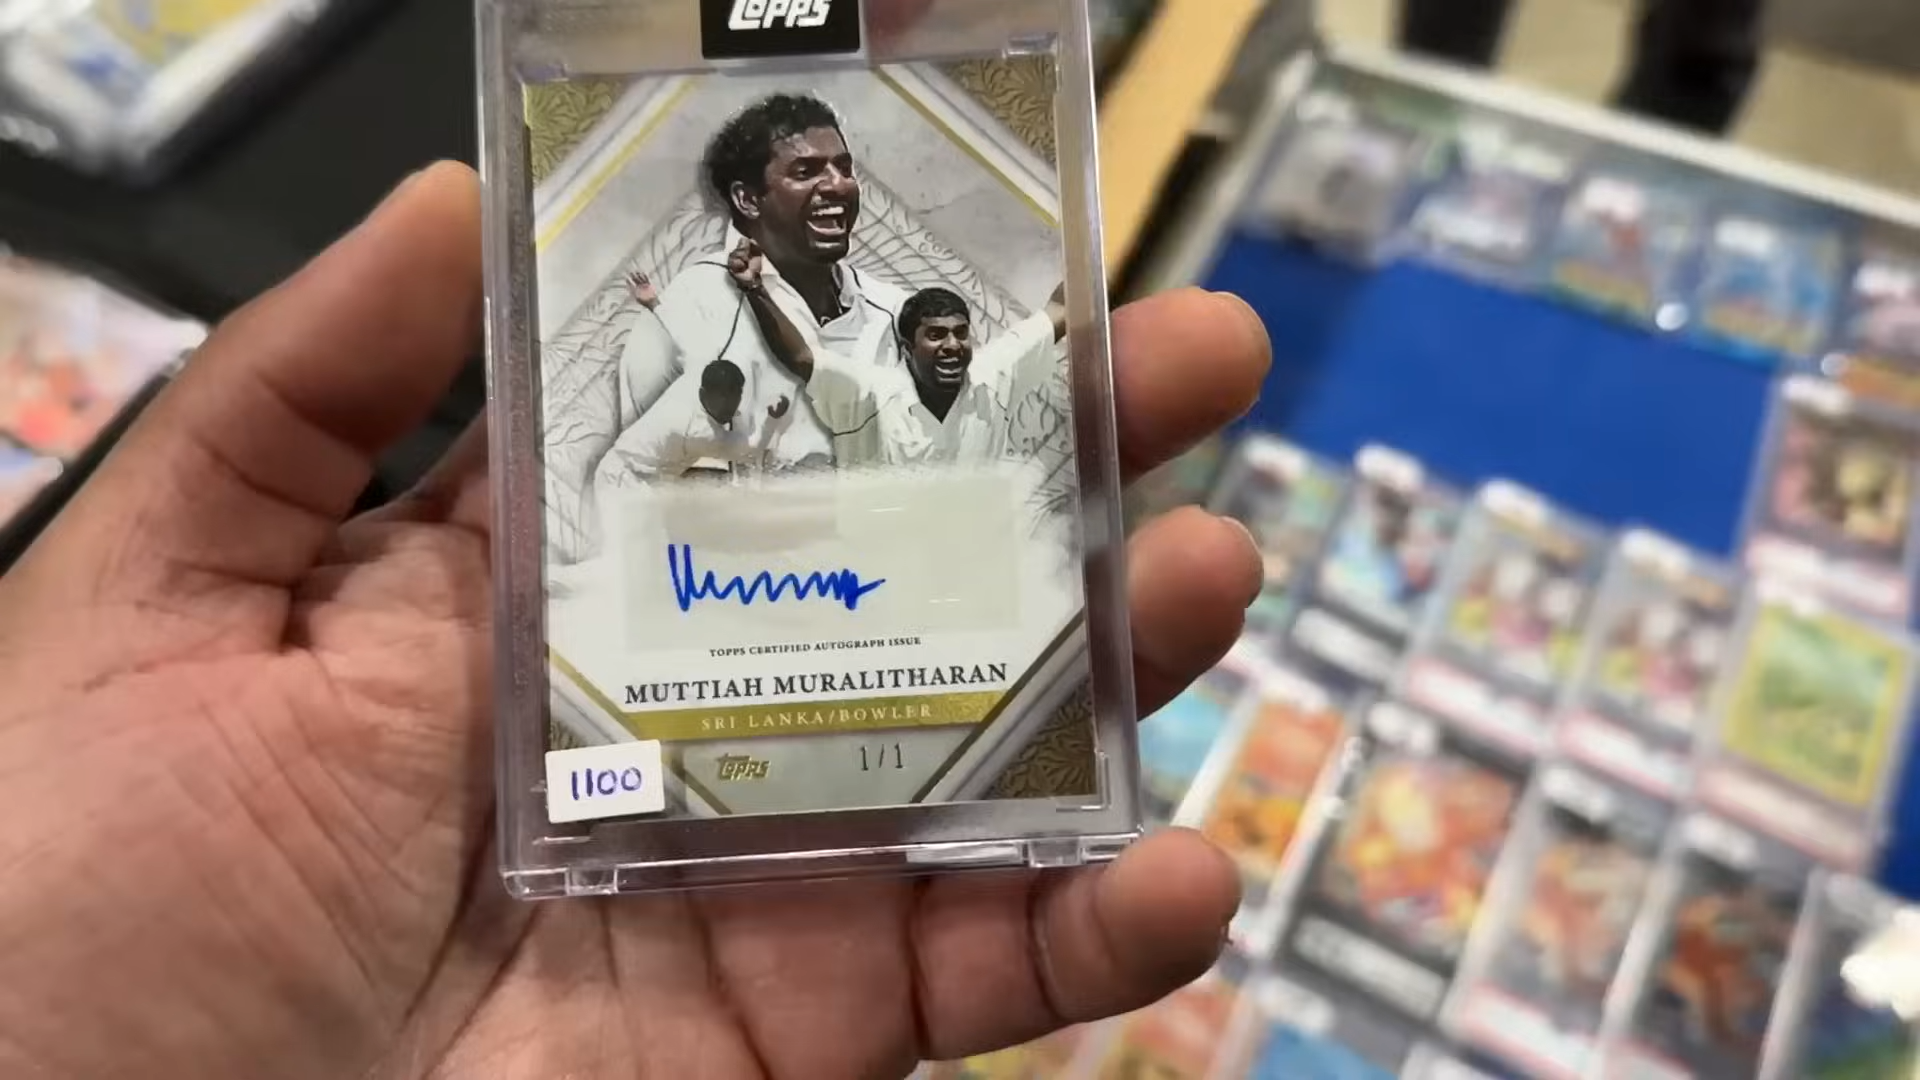 Topps
TOPPS CERTIFIED AUTOGRAPH ISSUE
MUTTIAH MURALITHARAN
SRI LANKA/BOWLER
Topps
1/1
1100